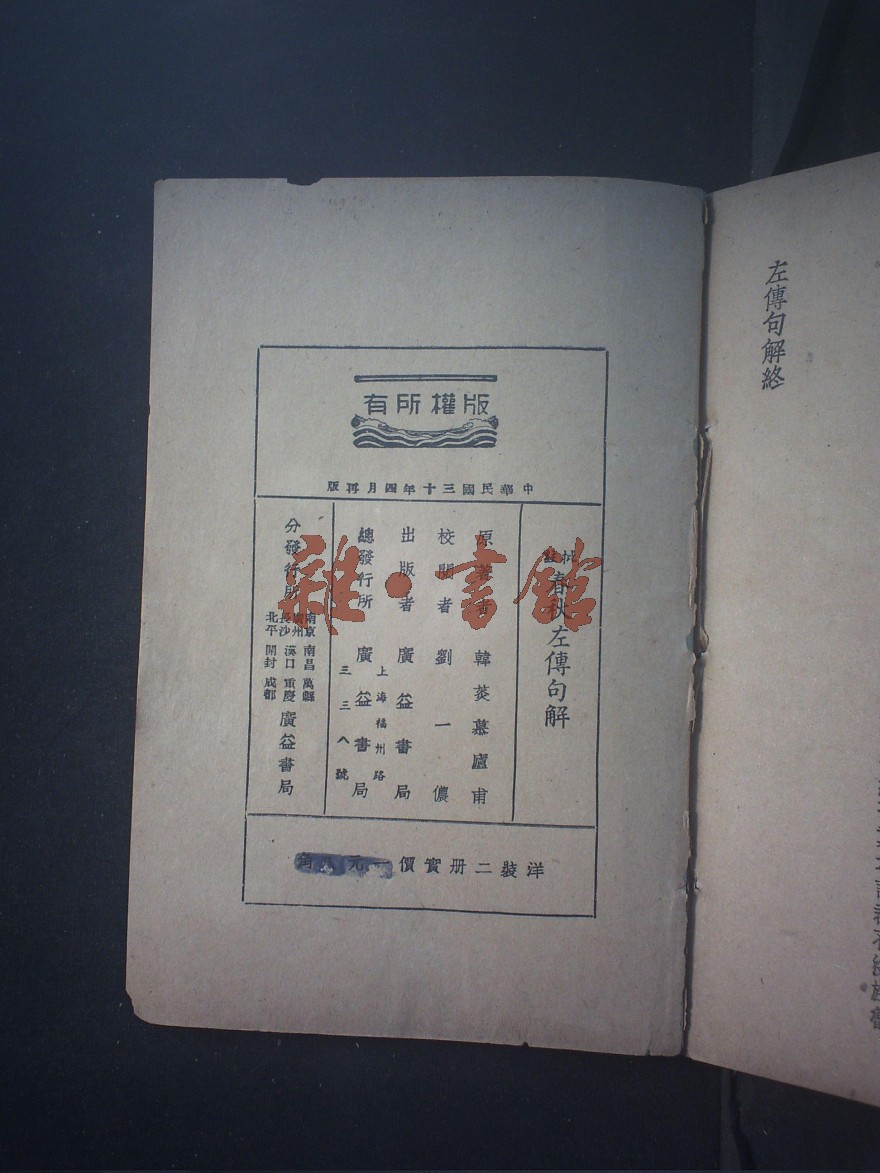 左傳句解終
版權所有
中華民國三十年四月再版
批註
春秋左傳句解
原著者 韓菼慕廬甫
校閱者 劉一儂
出版者 廣益書局
上海福州路
總發行所 廣益書局
三三八號
分發行所
南京 南昌 萬縣
廣州 漢口 重慶
長沙
北平 開封 成都
廣益書局
洋裝二冊實價一元 角
雜·書館